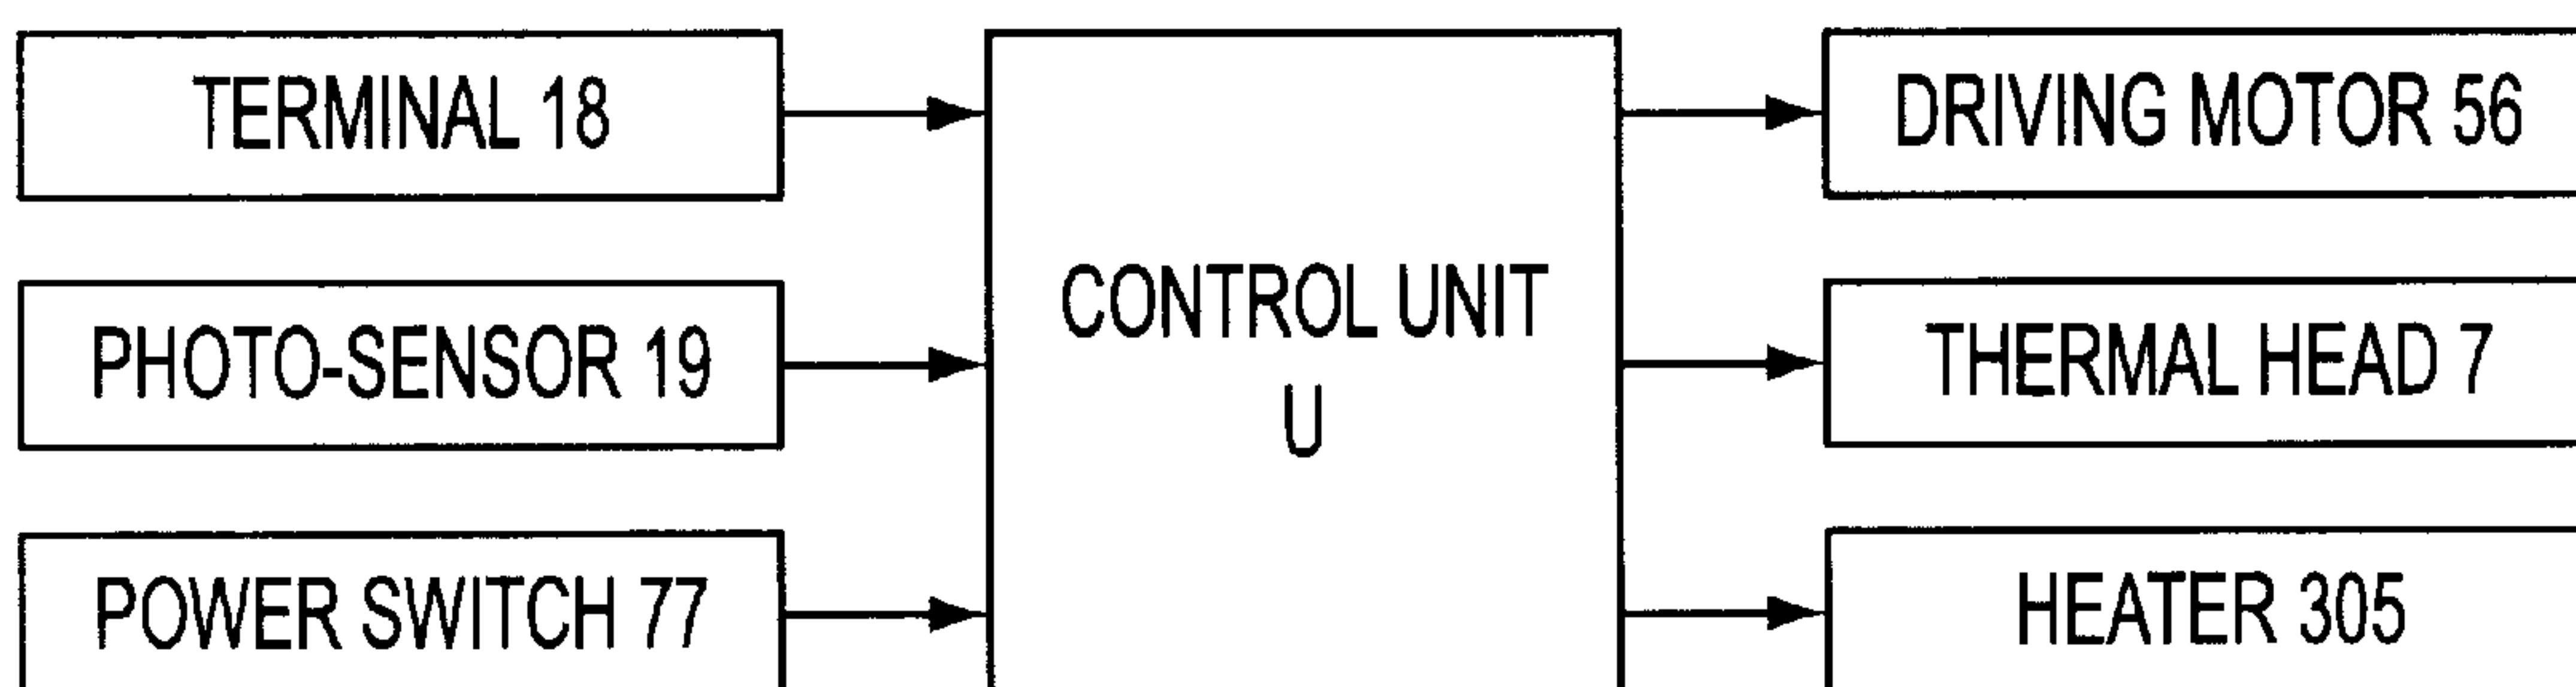 TERMINAL 18
PHOTO-SENSOR 19
POWER SWITCH 77
CONTROL UNIT
U
DRIVING MOTOR 56
THERMAL HEAD 7
HEATER 305